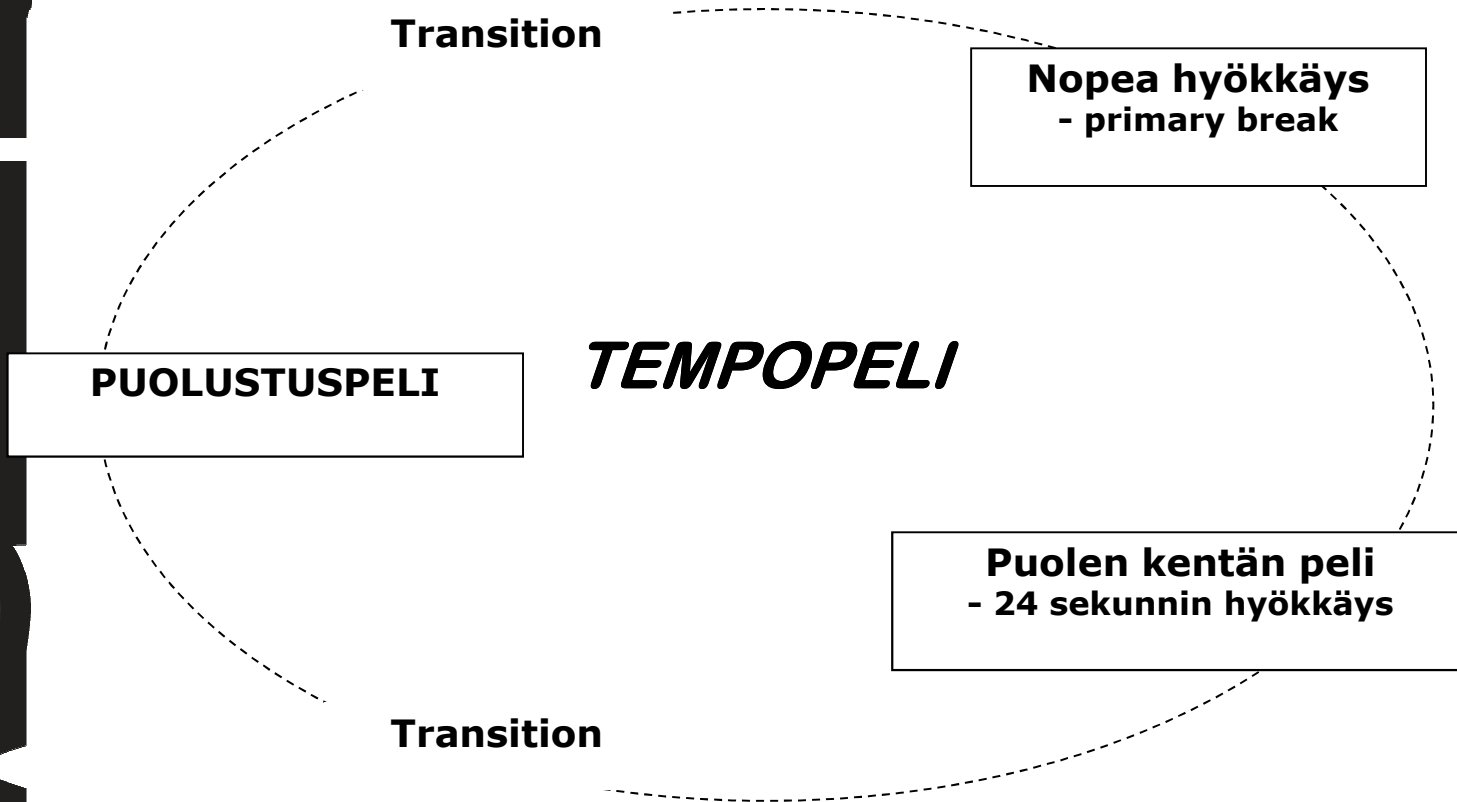 Transition
Nopea hyökkäys
- primary break
TEMPOPELI
PUOLUSTUSPELI
Puolen kentän peli
- 24 sekunnin hyökkäys
Transition